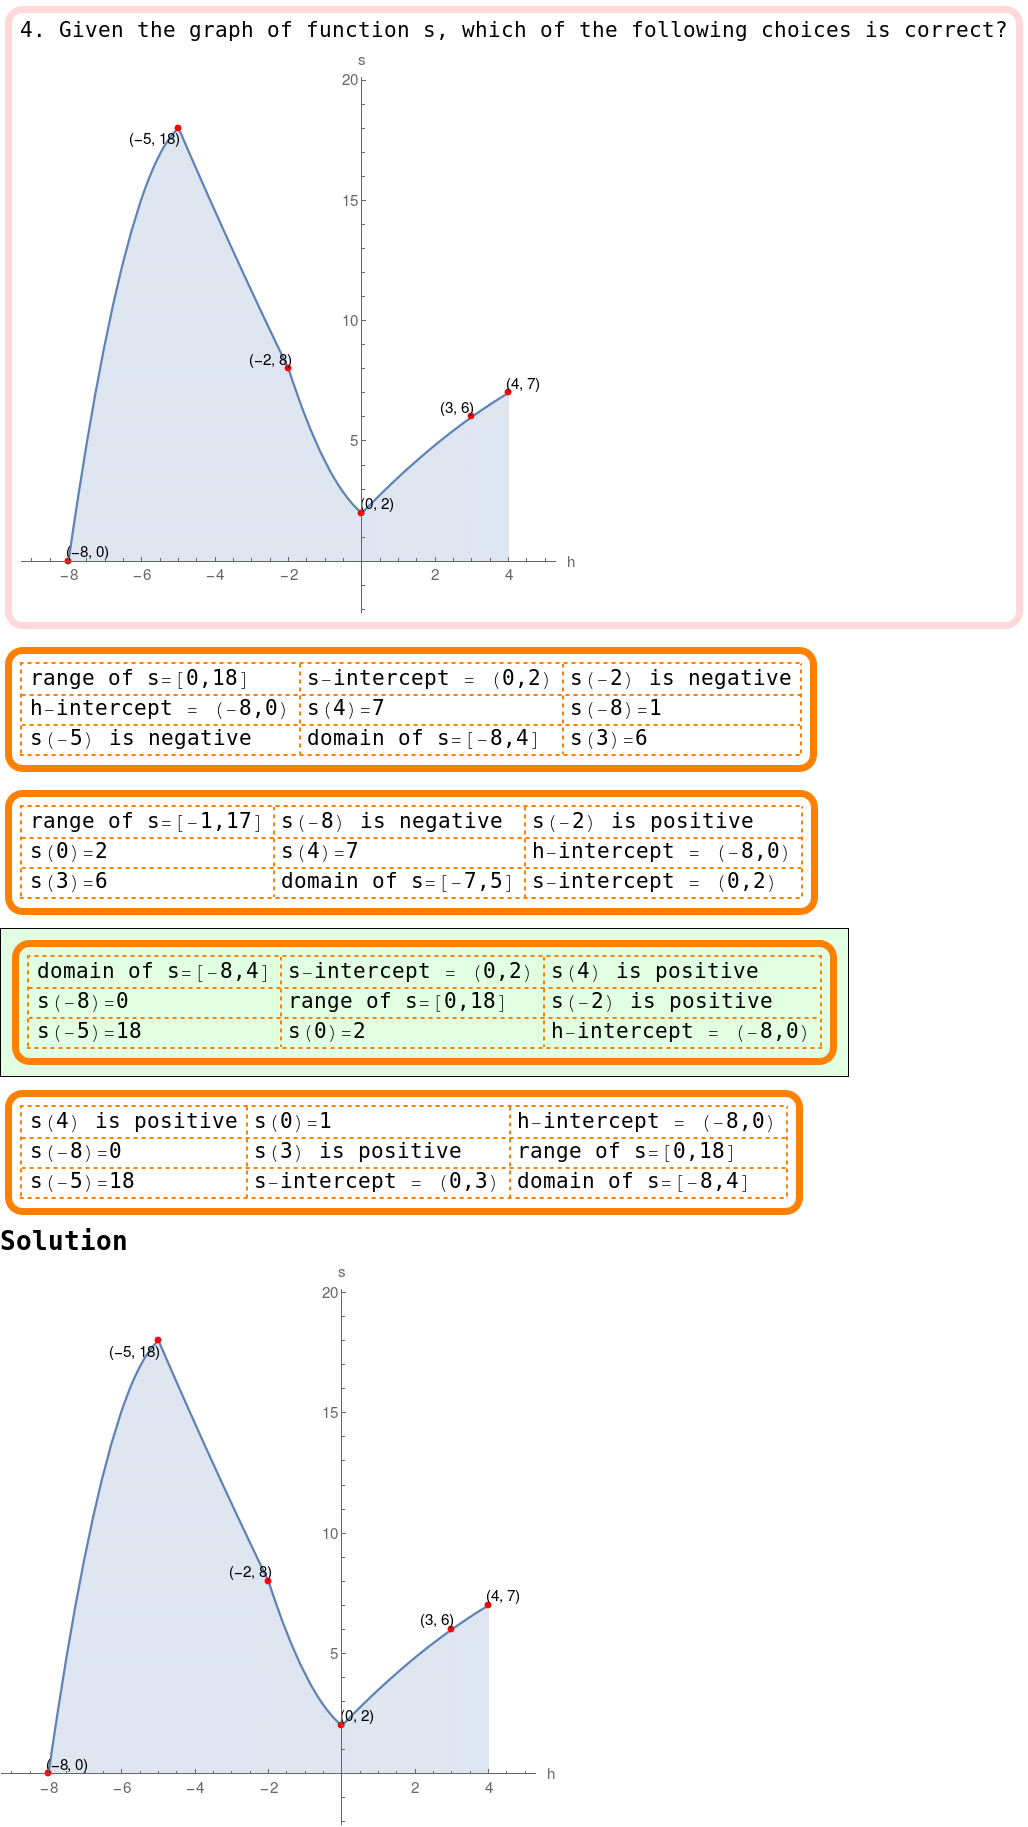 4. Given the graph of function s, which of the following choices is correct?
s
20
(−5, 18)
15
10
(−2, 8)
(4, 7)
(3, 6)
5
(0, 2)
(−8, 0)
h
−8 −6 −4 −2 2 4
range of s=[0,18] s-intercept = (0,2) s(-2) is negative
h-intercept = (-8,0) s(4)=7 s(-8)=1
s(-5) is negative domain of s=[-8,4] s(3)=6
range of s=[-1,17] s(-8) is negative s(-2) is positive
s(0)=2 s(4)=7 h-intercept = (-8,0)
s(3)=6 domain of s=[-7,5] s-intercept = (0,2)
domain of s=[-8,4] s-intercept = (0,2) s(4) is positive
s(-8)=0 range of s=[0,18] s(-2) is positive
s(-5)=18 s(0)=2 h-intercept = (-8,0)
s(4) is positive s(0)=1 h-intercept = (-8,0)
s(-8)=0 s(3) is positive range of s=[0,18]
s(-5)=18 s-intercept = (0,3) domain of s=[-8,4]
Solution
s
20
(−5, 18)
15
10
(−2, 8)
(4, 7)
(3, 6)
5
(0, 2)
(−8, 0)
h
−8 −6 −4 −2 2 4